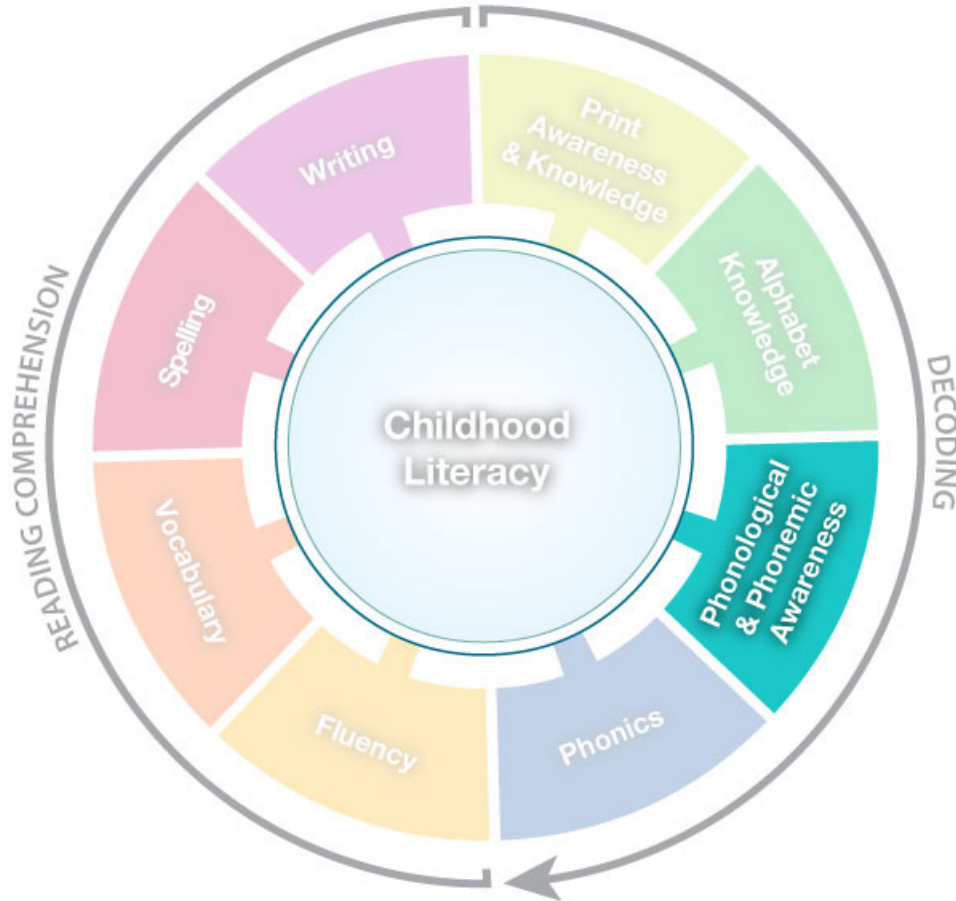 Childhood
Literacy
Print
Awareness
& Knowledge
Alphabet
Knowledge
Phonological
& Phonemic
Awareness
Phonics
Fluency
Vocabulary
Spelling
Writing
DECODING
READING COMPREHENSION